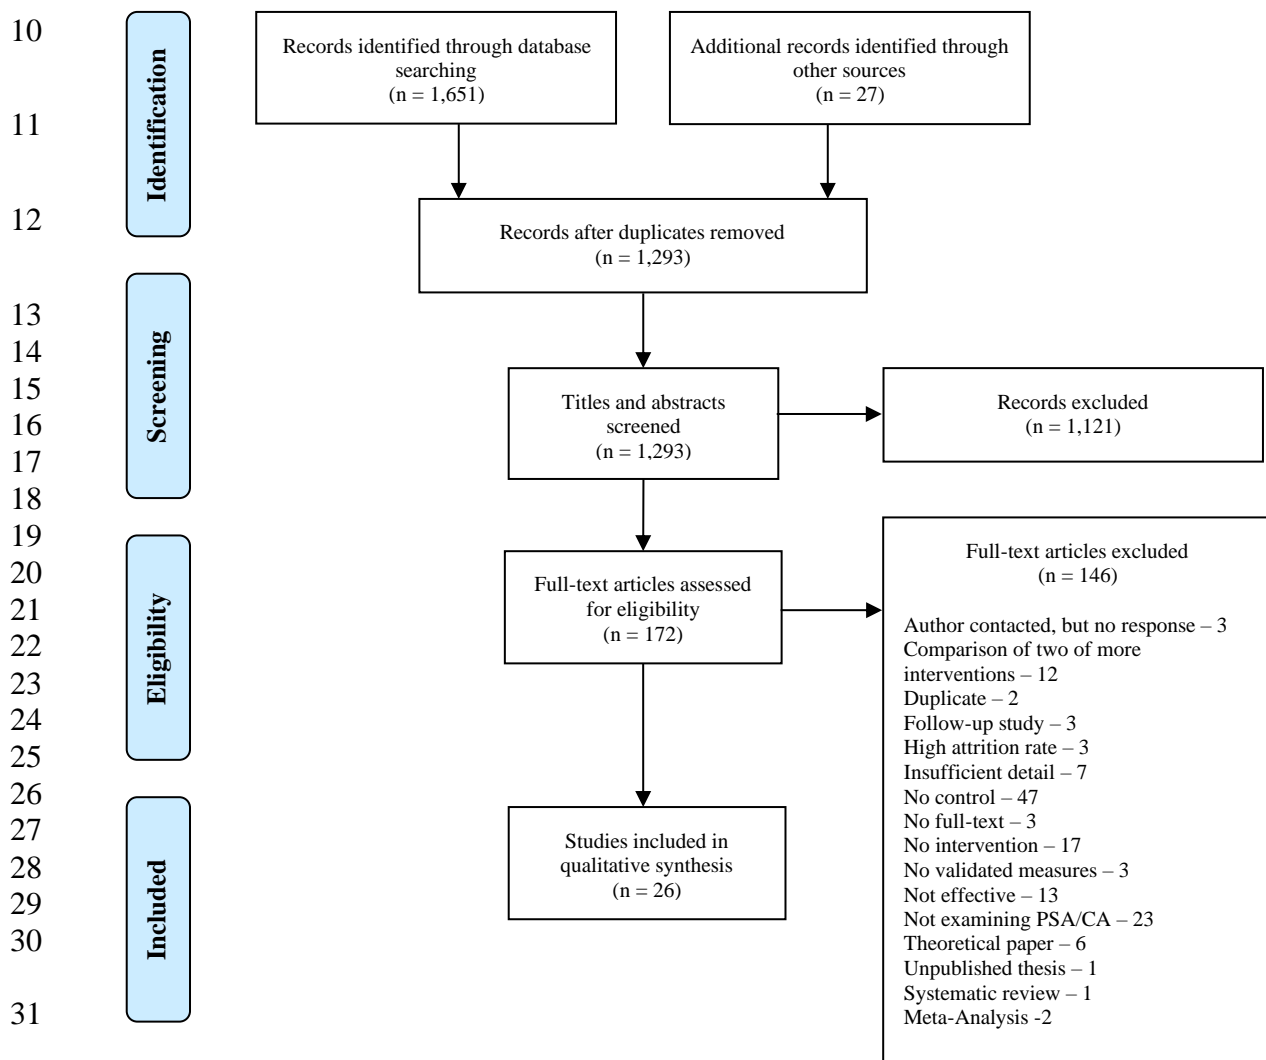 10
11
12
13
14
15
16
17
18
19
20
21
22
23
24
25
26
27
28
29
30
31
Identification
Screening
Eligibility
Included
Records identified through database
searching
(n = 1,651)
Additional records identified through
other sources
(n = 27)
Records after duplicates removed
(n = 1,293)
Titles and abstracts
screened
(n = 1,293)
Records excluded
(n = 1,121)
Full-text articles assessed
for eligibility
(n = 172)
Full-text articles excluded
(n = 146)
Author contacted, but no response – 3
Comparison of two of more
interventions – 12
Duplicate – 2
Follow-up study – 3
High attrition rate – 3
Insufficient detail – 7
No control – 47
No full-text – 3
No intervention – 17
No validated measures – 3
Not effective – 13
Not examining PSA/CA – 23
Theoretical paper – 6
Unpublished thesis – 1
Systematic review – 1
Meta-Analysis -2
Studies included in
qualitative synthesis
(n = 26)